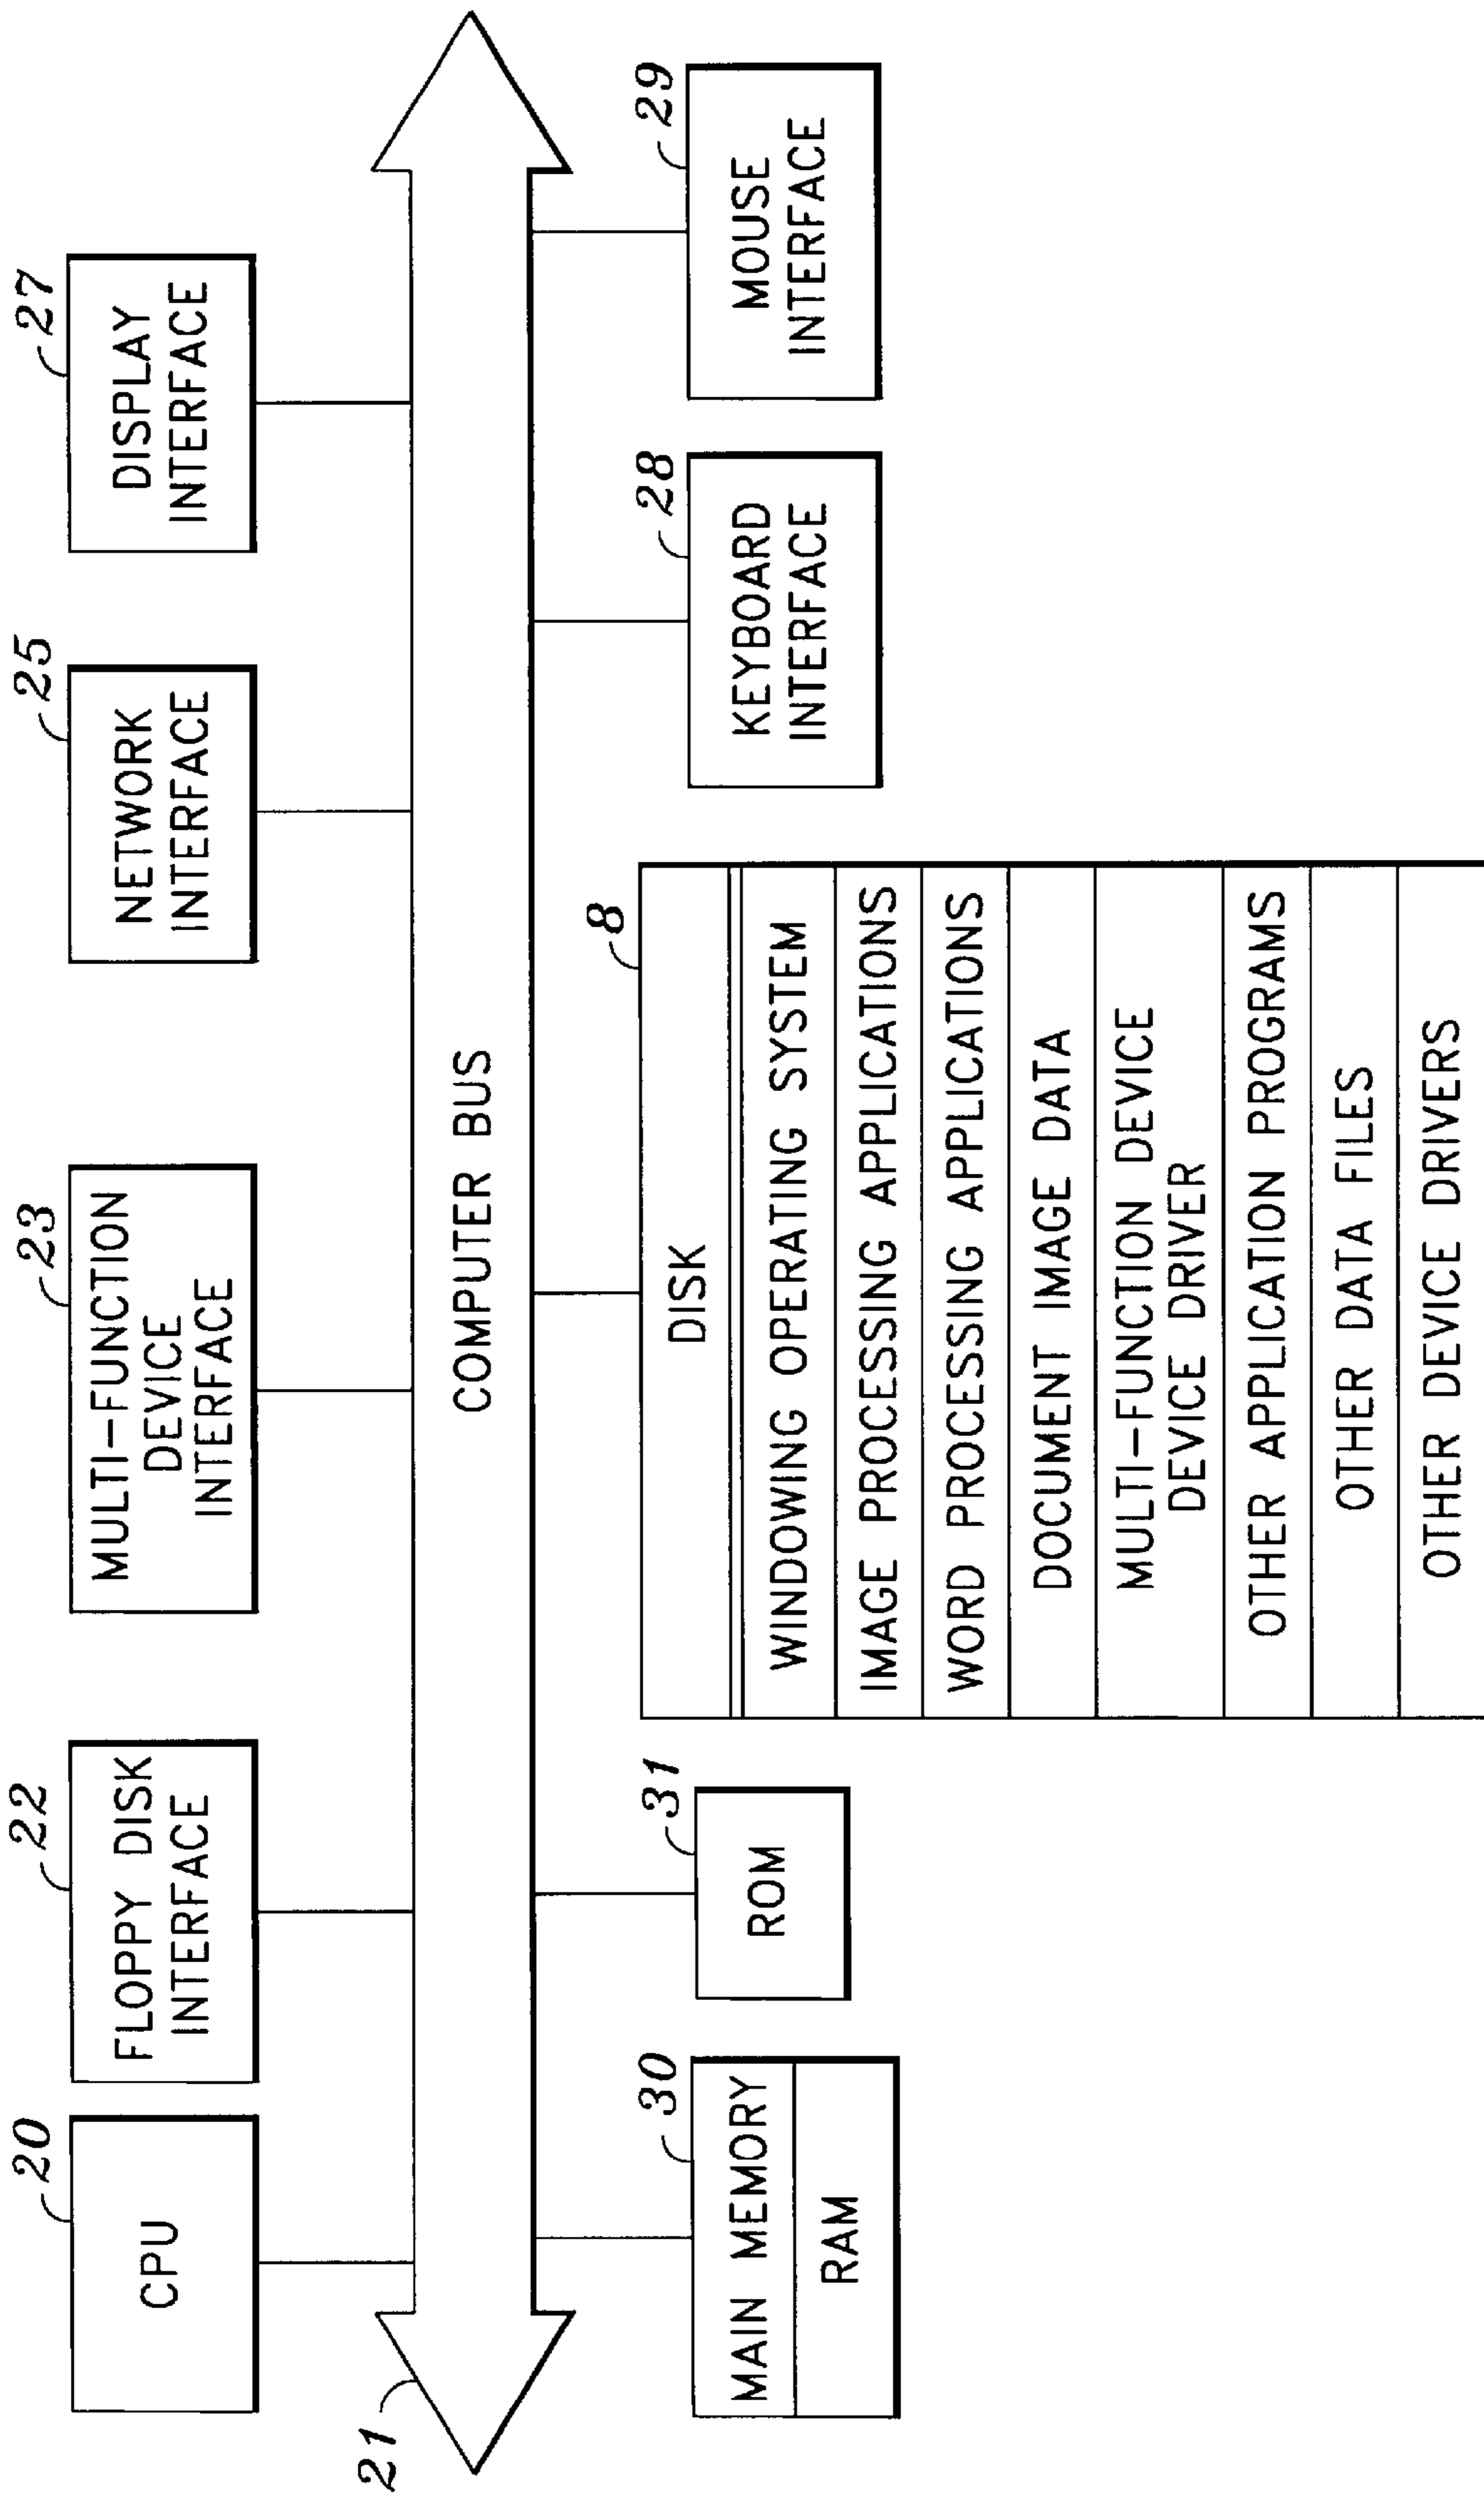 20
CPU
22
FLOPPY DISK
INTERFACE
23
MULTI-FUNCTION
DEVICE
INTERFACE
25
NETWORK
INTERFACE
27
DISPLAY
INTERFACE
21
COMPUTER BUS
30
MAIN MEMORY
RAM
31
ROM
8
DISK
WINDOWING OPERATING SYSTEM
IMAGE PROCESSING APPLICATIONS
WORD PROCESSING APPLICATIONS
DOCUMENT IMAGE DATA
MULTI-FUNCTION DEVICE
DEVICE DRIVER
OTHER APPLICATION PROGRAMS
OTHER DATA FILES
OTHER DEVICE DRIVERS
28
KEYBOARD
INTERFACE
29
MOUSE
INTERFACE